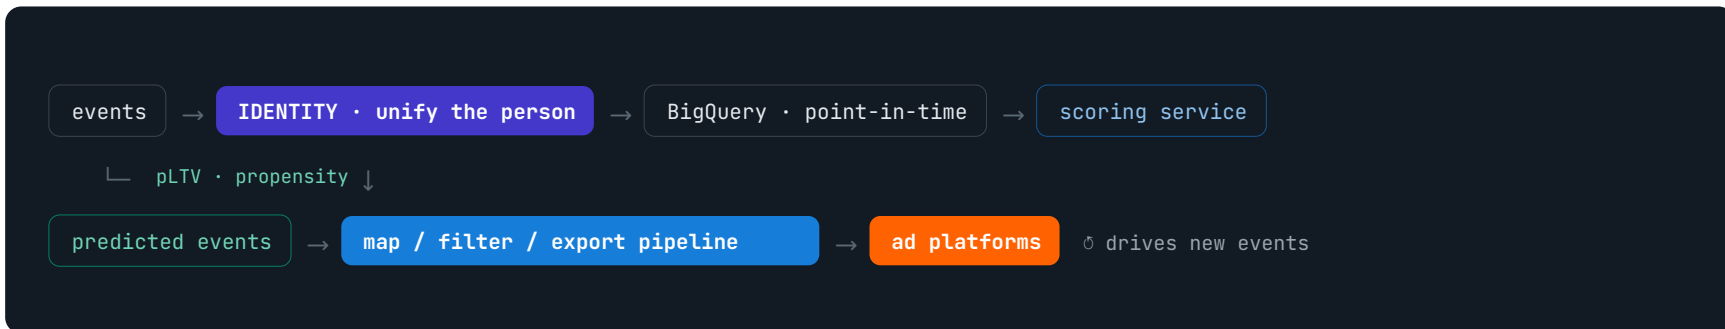 events → IDENTITY · unify the person → BigQuery · point-in-time → scoring service
└─ pLTV · propensity ↓
predicted events → map / filter / export pipeline → ad platforms ↺ drives new events